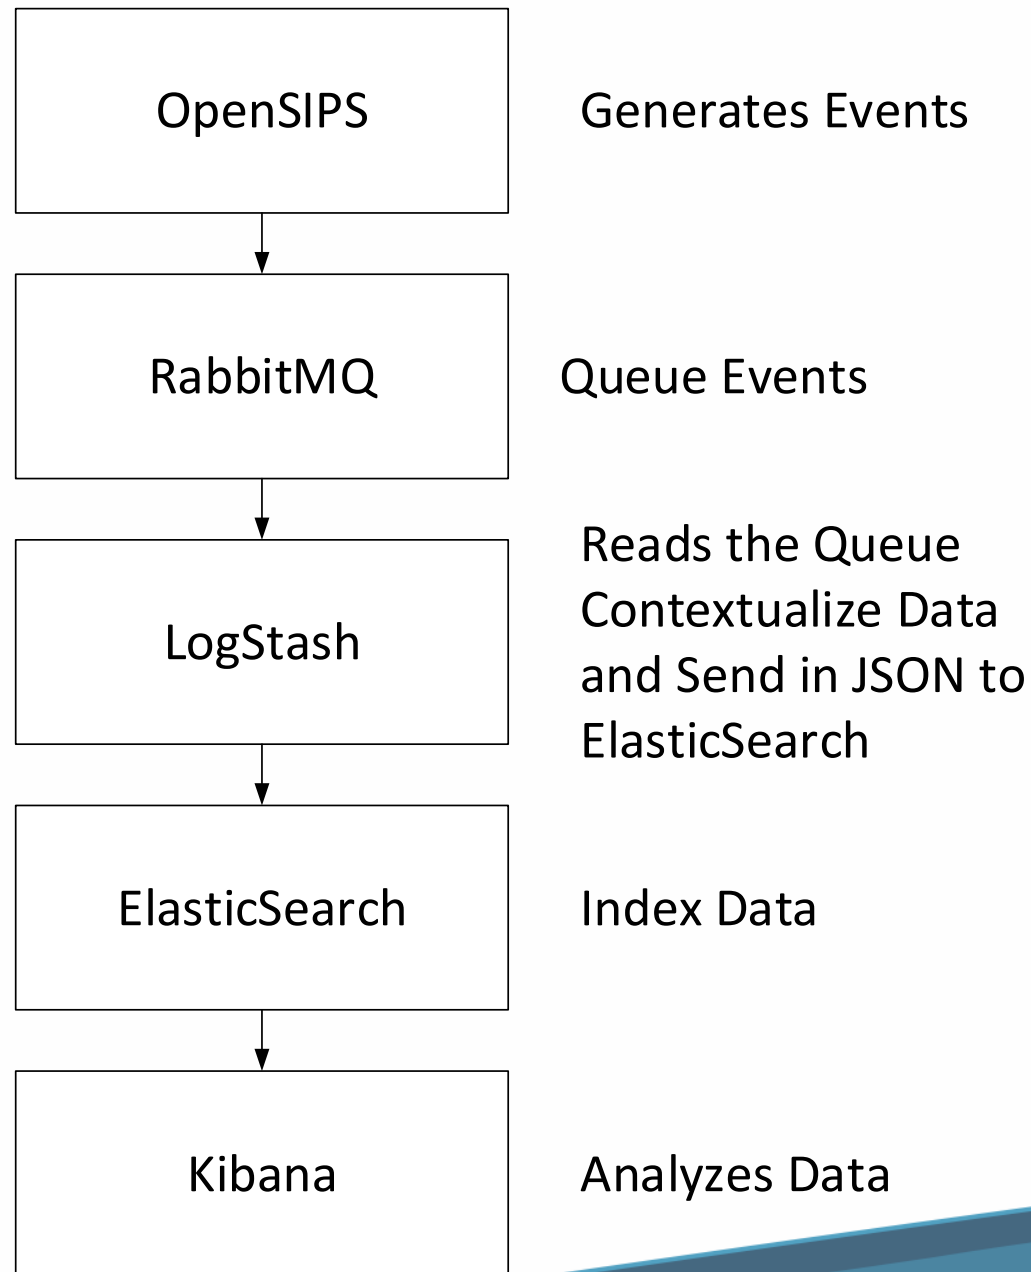 OpenSIPS
Generates Events
RabbitMQ
Queue Events
LogStash
Reads the Queue
Contextualize Data
and Send in JSON to
ElasticSearch
ElasticSearch
Index Data
Kibana
Analyzes Data